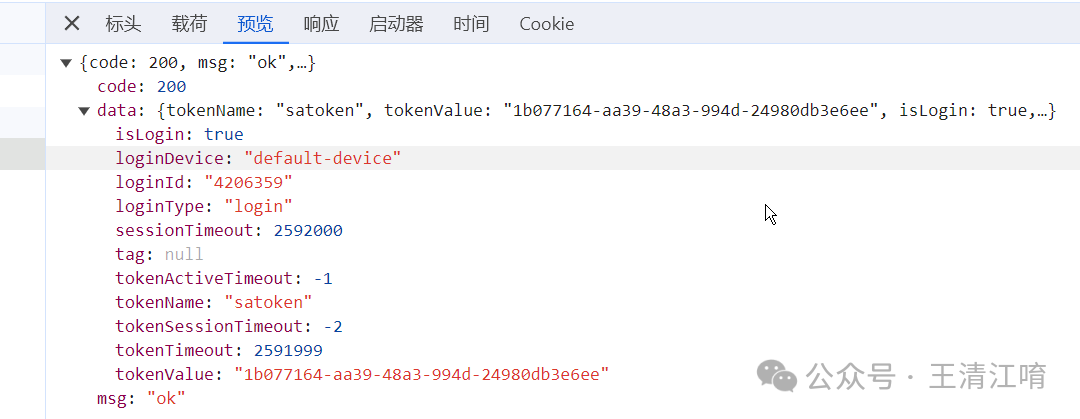 ✕ 标头 载荷 预览 响应 启动器 时间 Cookie
▼ {code: 200, msg: "ok",…}
code: 200
▼ data: {tokenName: "satoken", tokenValue: "1b077164-aa39-48a3-994d-24980db3e6ee", isLogin: true,…}
isLogin: true
loginDevice: "default-device"
loginId: "4206359"
loginType: "login"
sessionTimeout: 2592000
tag: null
tokenActiveTimeout: -1
tokenName: "satoken"
tokenSessionTimeout: -2
tokenTimeout: 2591999
tokenValue: "1b077164-aa39-48a3-994d-24980db3e6ee"
msg: "ok"
公众号 · 王清江唷